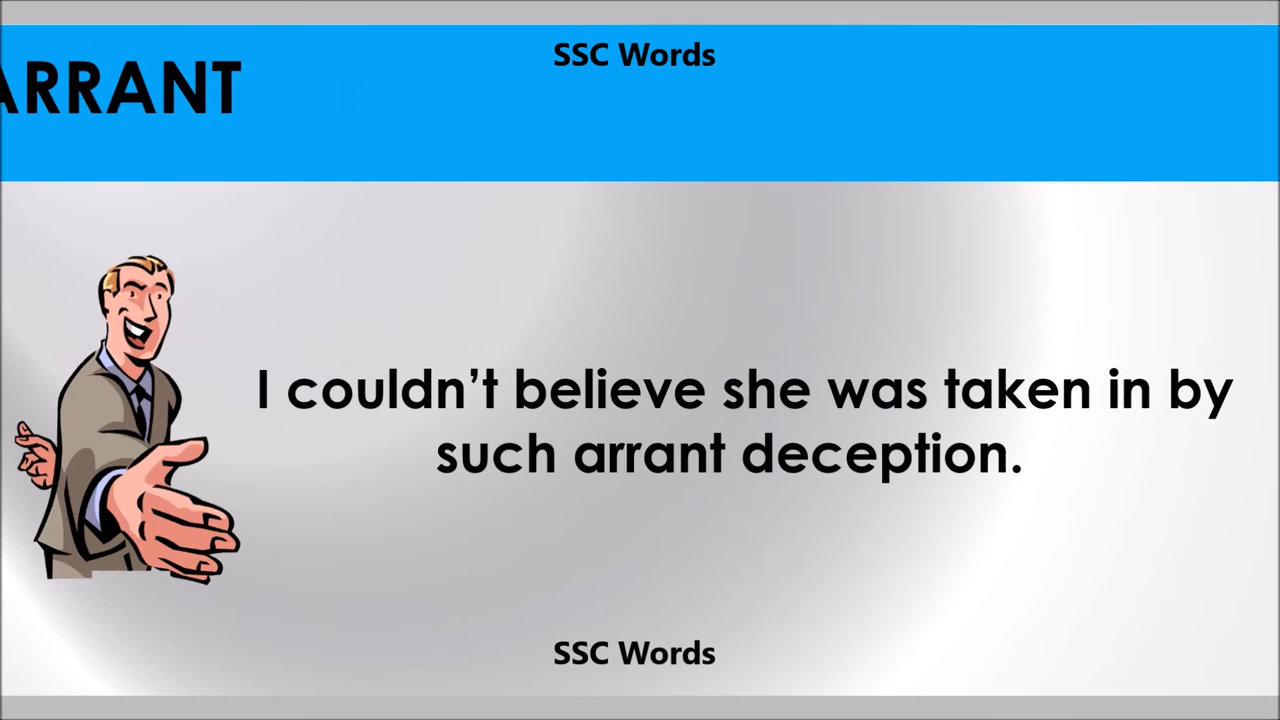 SSC Words
ARRANT
I couldn’t believe she was taken in by
such arrant deception.
SSC Words